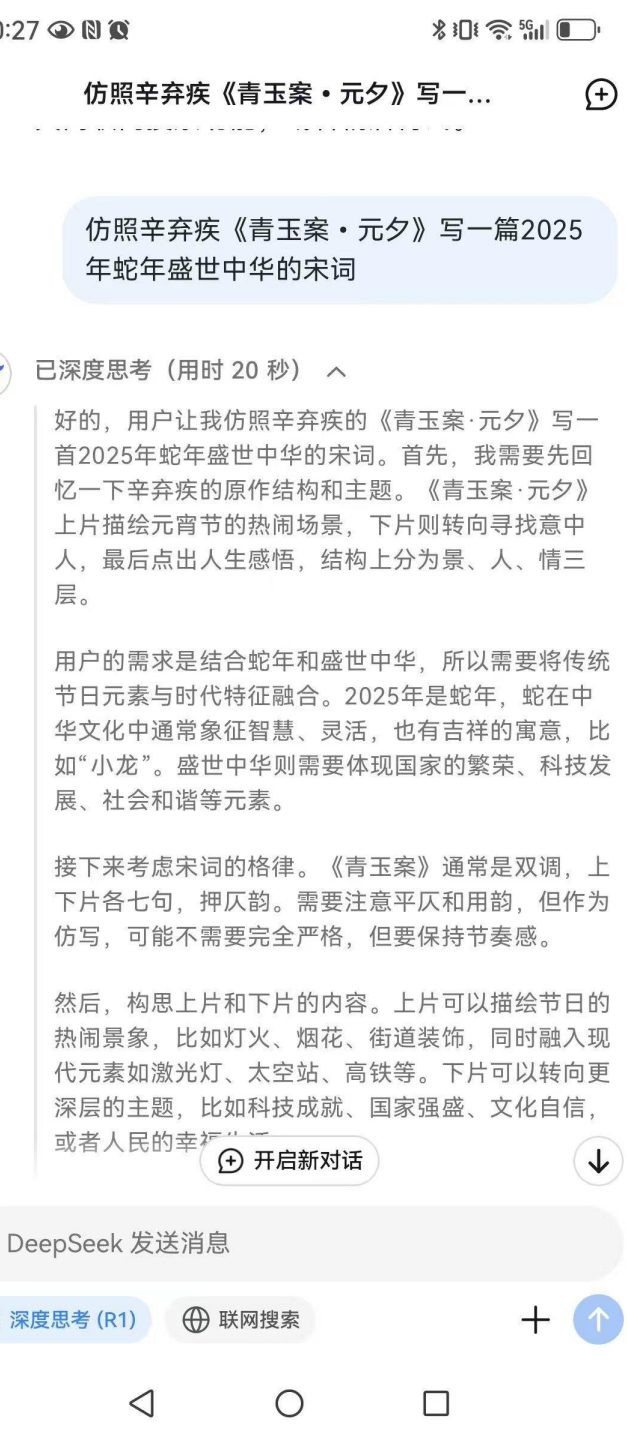 0:27
5G
仿照辛弃疾《青玉案·元夕》写一...
仿照辛弃疾《青玉案·元夕》写一篇2025
年蛇年盛世中华的宋词
已深度思考（用时 20 秒）
好的，用户让我仿照辛弃疾的《青玉案·元夕》写一
首2025年蛇年盛世中华的宋词。首先，我需要先回
忆一下辛弃疾的原作结构和主题。《青玉案·元夕》
上片描绘元宵节的热闹场景，下片则转向寻找意中
人，最后点出人生感悟，结构上分为景、人、情三
层。
用户的需求是结合蛇年和盛世中华，所以需要将传统
节日元素与时代特征融合。2025年是蛇年，蛇在中
华文化中通常象征智慧、灵活，也有吉祥的寓意，比
如“小龙”。盛世中华则需要体现国家的繁荣、科技发
展、社会和谐等元素。
接下来考虑宋词的格律。《青玉案》通常是双调，上
下片各七句，押仄韵。需要注意平仄和用韵，但作为
仿写，可能不需要完全严格，但要保持节奏感。
然后，构思上片和下片的内容。上片可以描绘节日的
热闹景象，比如灯火、烟花、街道装饰，同时融入现
代元素如激光灯、太空站、高铁等。下片可以转向更
深层的主题，比如科技成就、国家强盛、文化自信，
或者人民的幸
开启新对话
DeepSeek 发送消息
深度思考 (R1)
联网搜索